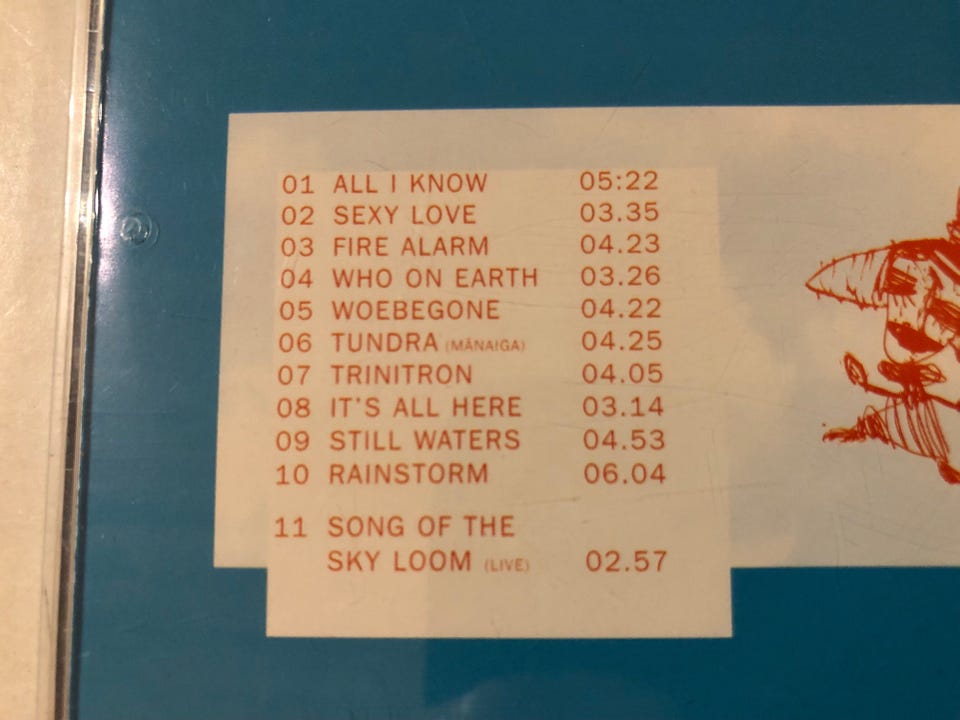 01 ALL I KNOW 05:22
02 SEXY LOVE 03.35
03 FIRE ALARM 04.23
04 WHO ON EARTH 03.26
05 WOEBEGONE 04.22
06 TUNDRA (MÄNAIGA) 04.25
07 TRINITRON 04.05
08 IT'S ALL HERE 03.14
09 STILL WATERS 04.53
10 RAINSTORM 06.04
11 SONG OF THE
SKY LOOM (LIVE) 02.57